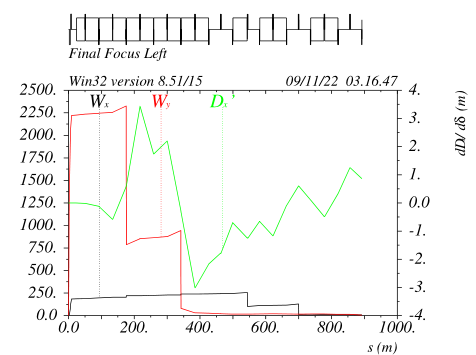 Final Focus Left
Win32 version 8.51/15 09/11/22 03.16.47
2500. Wx Wy Dx' 4.
2250. 3.
2000. 2.
1750. 1.
1500. 0.0
1250. -1.
1000. -2.
750. -3.
500. -4.
250.
0.0
0.0 200. 400. 600. 800. 1000.
s (m)
dD/dδ (m)